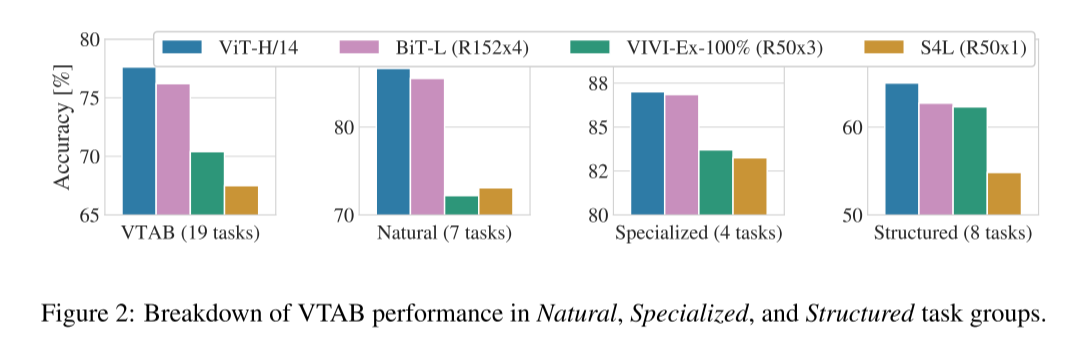 ViT-H/14 BiT-L (R152x4) VIVI-Ex-100% (R50x3) S4L (R50x1)
Accuracy [%]
80
75
70
65
VTAB (19 tasks)
80
70
Natural (7 tasks)
88
85
82
80
Specialized (4 tasks)
60
50
Structured (8 tasks)
Figure 2: Breakdown of VTAB performance in Natural, Specialized, and Structured task groups.